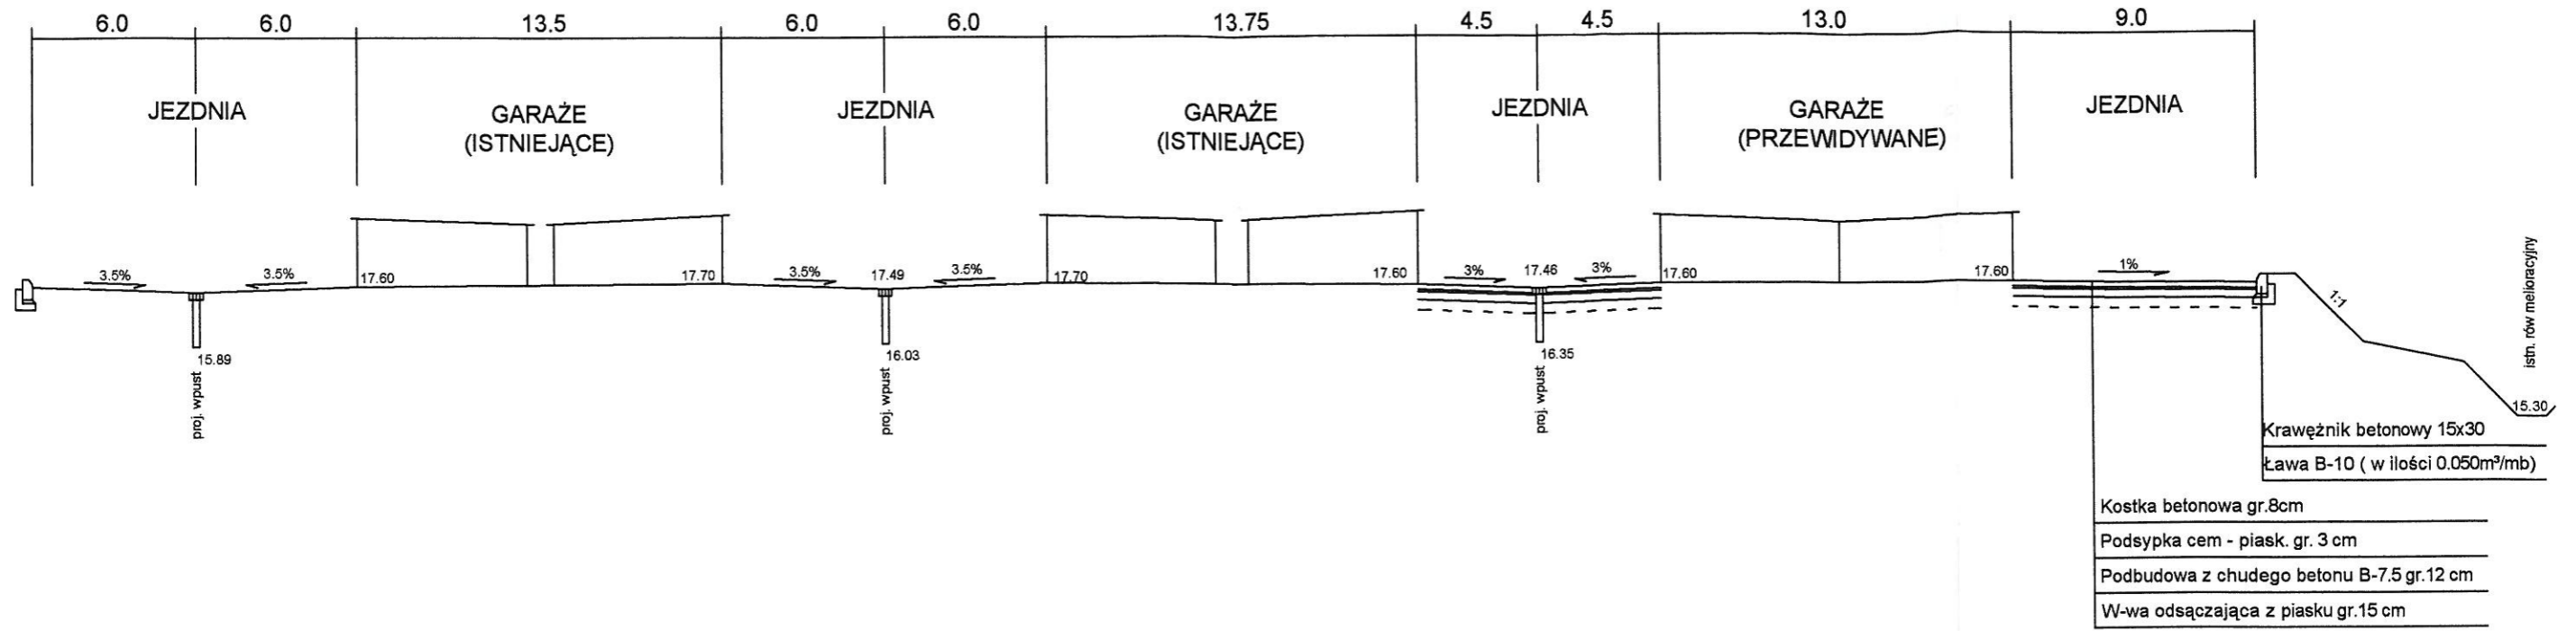 6.0 6.0 13.5 6.0 6.0 13.75 4.5 4.5 13.0 9.0
JEZDNIA
GARAŻE
(ISTNIEJĄCE)
JEZDNIA
GARAŻE
(ISTNIEJĄCE)
JEZDNIA
GARAŻE
(PRZEWIDYWANE)
JEZDNIA
3.5% 3.5% 17.60 17.70 3.5% 17.49 3.5% 17.70 17.60 3% 17.46 3% 17.60 17.60 1%
1:1
istn. rów melioracyjny
15.89
proj. wpust
16.03
proj. wpust
16.35
proj. wpust
15.30
Krawężnik betonowy 15x30
Ława B-10 ( w ilości 0.050m³/mb)
Kostka betonowa gr.8cm
Podsypka cem - piask. gr. 3 cm
Podbudowa z chudego betonu B-7.5 gr.12 cm
W-wa odsączająca z piasku gr.15 cm